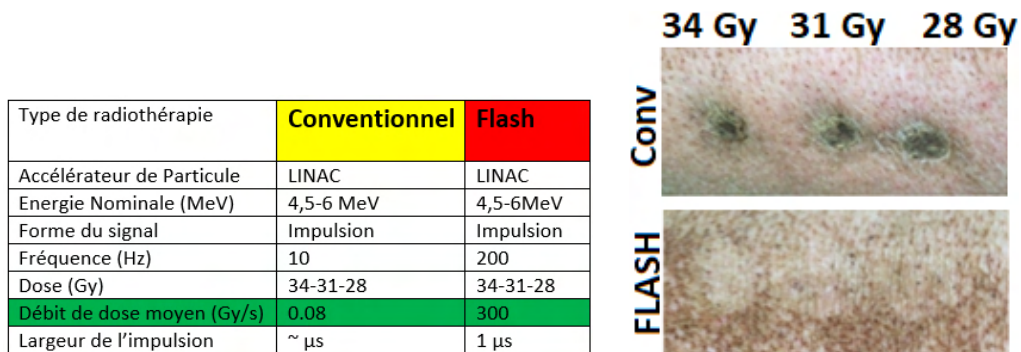 Type de radiothérapie Conventionnel Flash
Accélérateur de Particule LINAC LINAC
Energie Nominale (MeV) 4,5-6 MeV 4,5-6MeV
Forme du signal Impulsion Impulsion
Fréquence (Hz) 10 200
Dose (Gy) 34-31-28 34-31-28
Débit de dose moyen (Gy/s) 0.08 300
Largeur de l’impulsion ~ µs 1 µs
34 Gy 31 Gy 28 Gy
Conv
FLASH